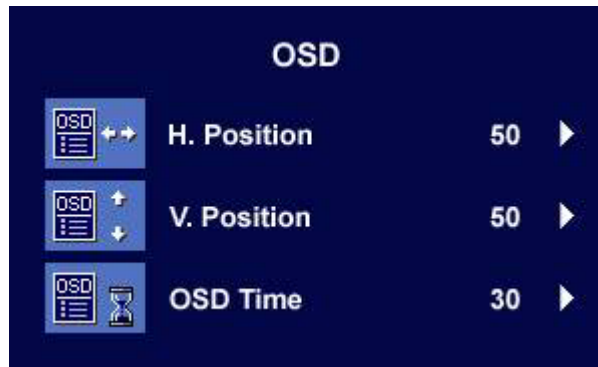 OSD
OSD H. Position 50
OSD V. Position 50
OSD OSD Time 30